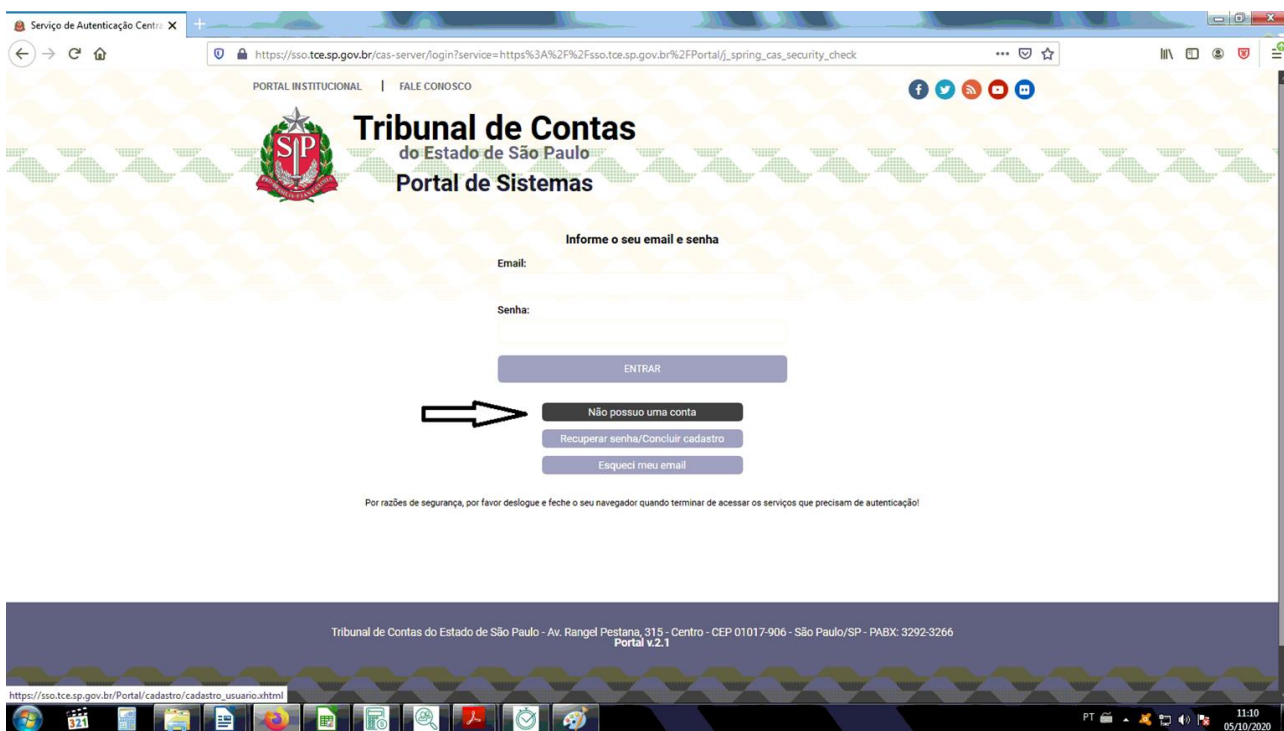 Serviço de Autenticação Centra
https://sso.tce.sp.gov.br/cas-server/login?service=https%3A%2F%2Fsso.tce.sp.gov.br%2FPortal/j_spring_cas_security_check
PORTAL INSTITUCIONAL | FALE CONOSCO
SP
Tribunal de Contas
do Estado de São Paulo
Portal de Sistemas
Informe o seu email e senha
Email:
Senha:
ENTRAR
Não possuo uma conta
Recuperar senha/Concluir cadastro
Esqueci meu email
Por razões de segurança, por favor deslogue e feche o seu navegador quando terminar de acessar os serviços que precisam de autenticação!
Tribunal de Contas do Estado de São Paulo - Av. Rangel Pestana, 315 - Centro - CEP 01017-906 - São Paulo/SP - PABX: 3292-3266
Portal v.2.1
https://sso.tce.sp.gov.br/Portal/cadastro/cadastro_usuario.xhtml
321
PT
11:10
05/10/2020